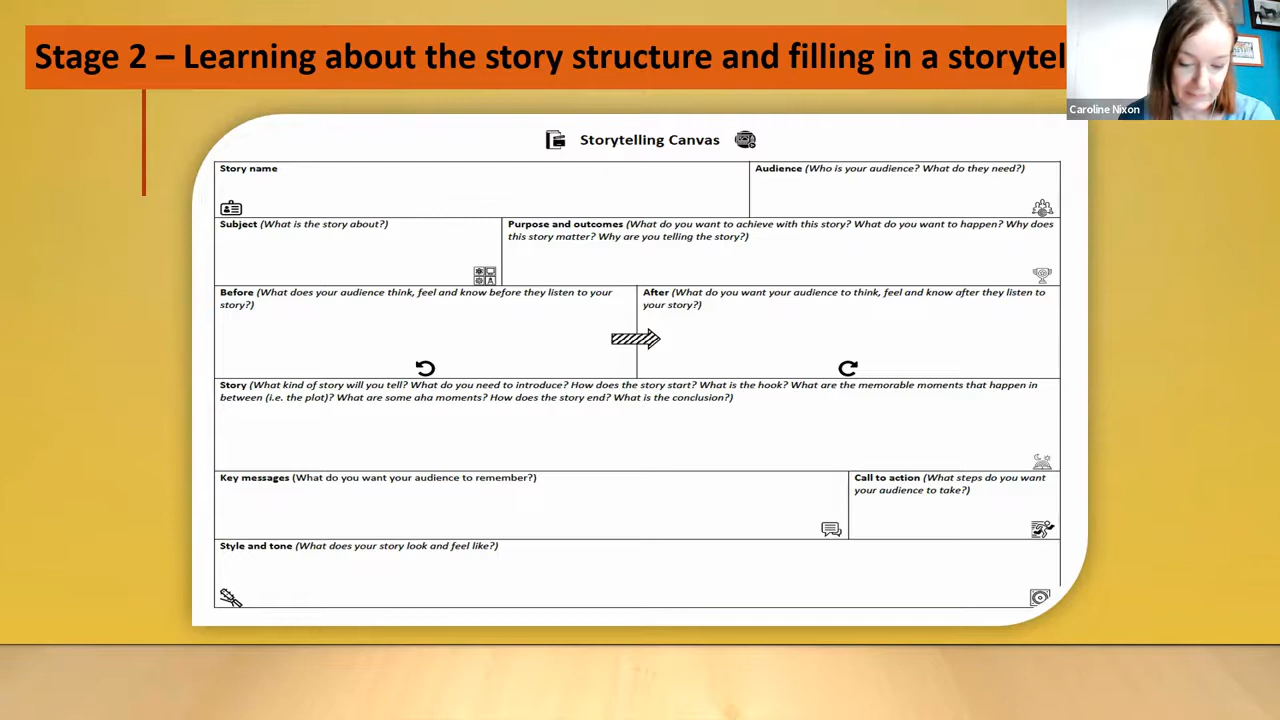 Stage 2 – Learning about the story structure and filling in a storytel
Caroline Nixon
Storytelling Canvas
Story name
Audience (Who is your audience? What do they need?)
Subject (What is the story about?)
Purpose and outcomes (What do you want to achieve with this story? What do you want to happen? Why does
this story matter? Why are you telling the story?)
Before (What does your audience think, feel and know before they listen to your
story?)
After (What do you want your audience to think, feel and know after they listen to
your story?)
Story (What kind of story will you tell? What do you need to introduce? How does the story start? What is the hook? What are the memorable moments that happen in
between (i.e. the plot)? What are some aha moments? How does the story end? What is the conclusion?)
Key messages (What do you want your audience to remember?)
Call to action (What steps do you want
your audience to take?)
Style and tone (What does your story look and feel like?)